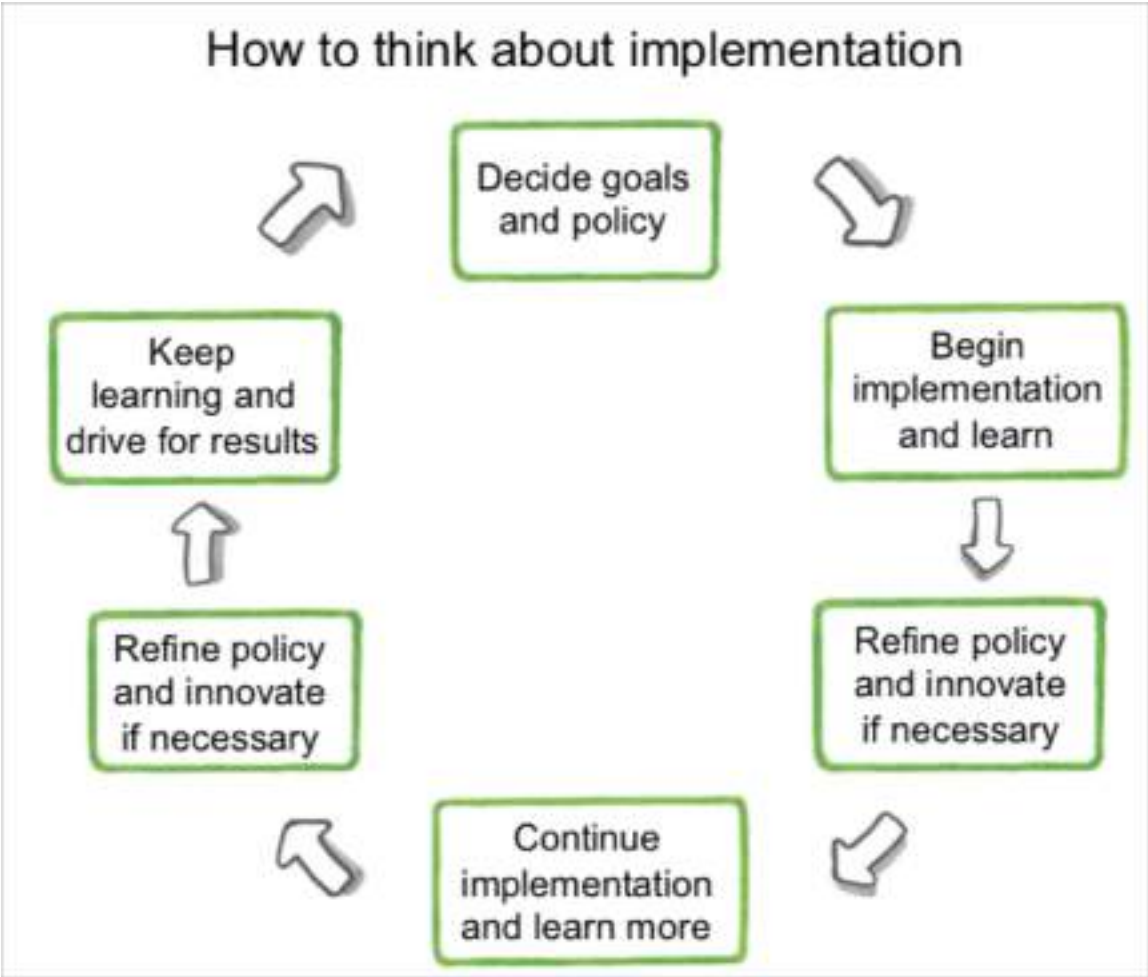 How to think about implementation
Decide goals
and policy
Begin
implementation
and learn
Refine policy
and innovate
if necessary
Continue
implementation
and learn more
Refine policy
and innovate
if necessary
Keep
learning and
drive for results